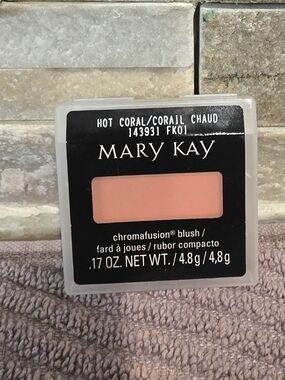 HOT CORAL/CORAIL CHAUD
143931 FK01
MARY KAY
chromafusion® blush /
fard à joues / rubor compacto
.17 OZ. NET WT. / 4.8 g / 4,8 g